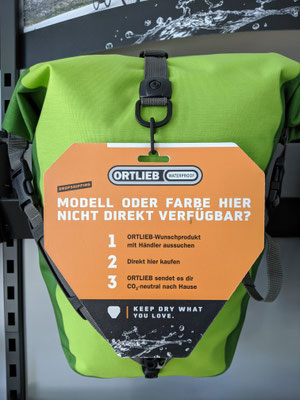 ORTLIEB WATERPROOF
DROPSHIPPING
MODELL ODER FARBE HIER
NICHT DIREKT VERFÜGBAR?
1 ORTLIEB-Wunschprodukt
mit Händler aussuchen
2 Direkt hier kaufen
3 ORTLIEB sendet es dir
CO₂-neutral nach Hause
KEEP DRY WHAT
YOU LOVE.